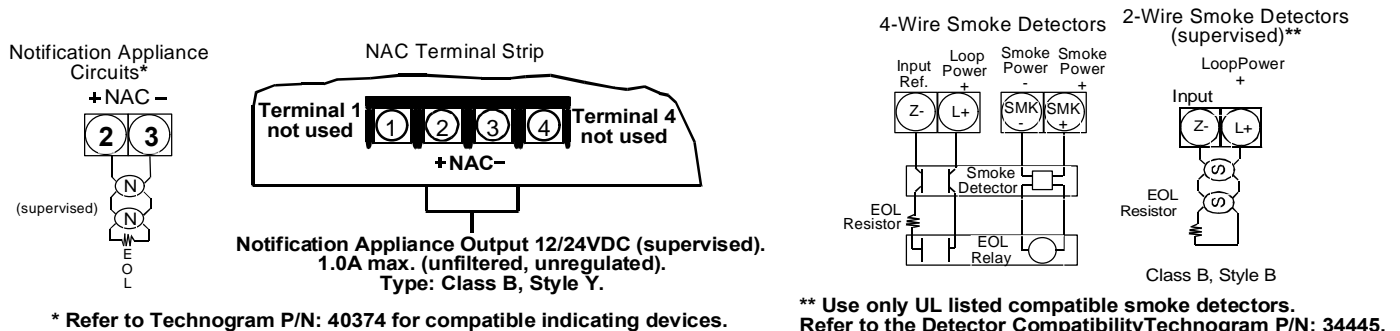 Notification Appliance
Circuits*
+ NAC –
2 3
N
(supervised)
N
E
O
L
NAC Terminal Strip
Terminal 1
not used
1 2 3 4
Terminal 4
not used
+NAC–
Notification Appliance Output 12/24VDC (supervised).
1.0A max. (unfiltered, unregulated).
Type: Class B, Style Y.
* Refer to Technogram P/N: 40374 for compatible indicating devices.
4-Wire Smoke Detectors
Input
Ref.
Loop
Power
+
Smoke
Power
-
Smoke
Power
+
Z-
L+
SMK
-
SMK
+
Smoke
Detector
EOL
Resistor
EOL
Relay
2-Wire Smoke Detectors
(supervised)**
LoopPower
+
Input
Z-
L+
S
S
EOL
Resistor
Class B, Style B
** Use only UL listed compatible smoke detectors.
Refer to the Detector CompatibilityTechnogram P/N: 34445.